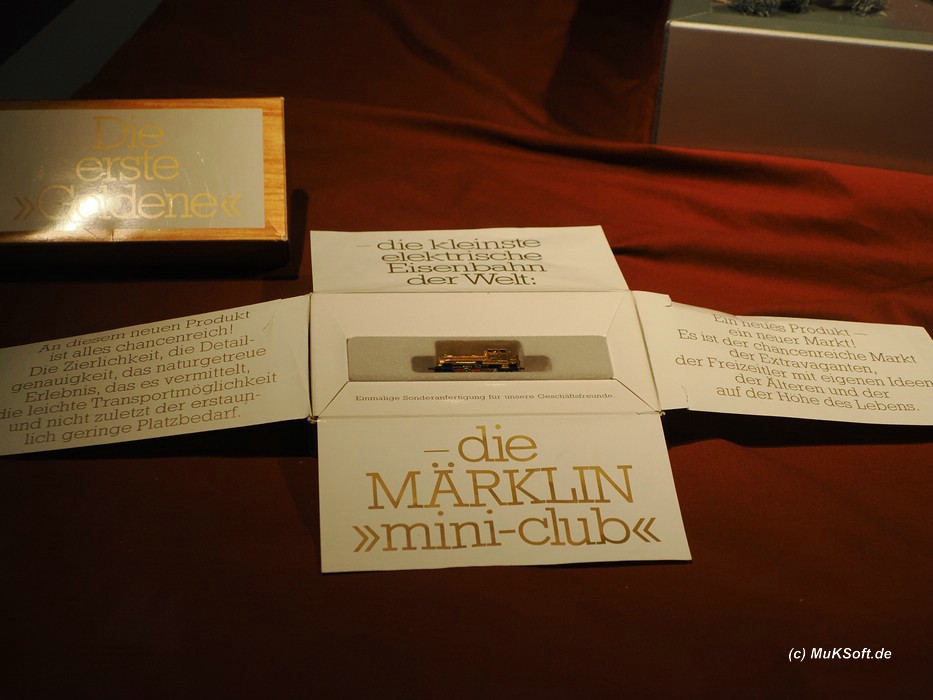 Die
erste
»Goldene«
— die kleinste
elektrische
Eisenbahn
der Welt:
An diesem neuen Produkt
ist alles chancenreich!
Die Zierlichkeit, die Detail-
genauigkeit, das naturgetreue
Erlebnis, das es vermittelt,
die leichte Transportmöglichkeit
und nicht zuletzt der erstaun-
lich geringe Platzbedarf.
Einmalige Sonderanfertigung für unsere Geschäftsfreunde.
Ein neues Produkt —
ein neuer Markt!
Es ist der chancenreiche Markt
der Extravaganten,
der Freizeitler mit eigenen Ideen
der Älteren und der
auf der Höhe des Lebens.
— die
MÄRKLIN
»mini-club«
(c) MuKSoft.de